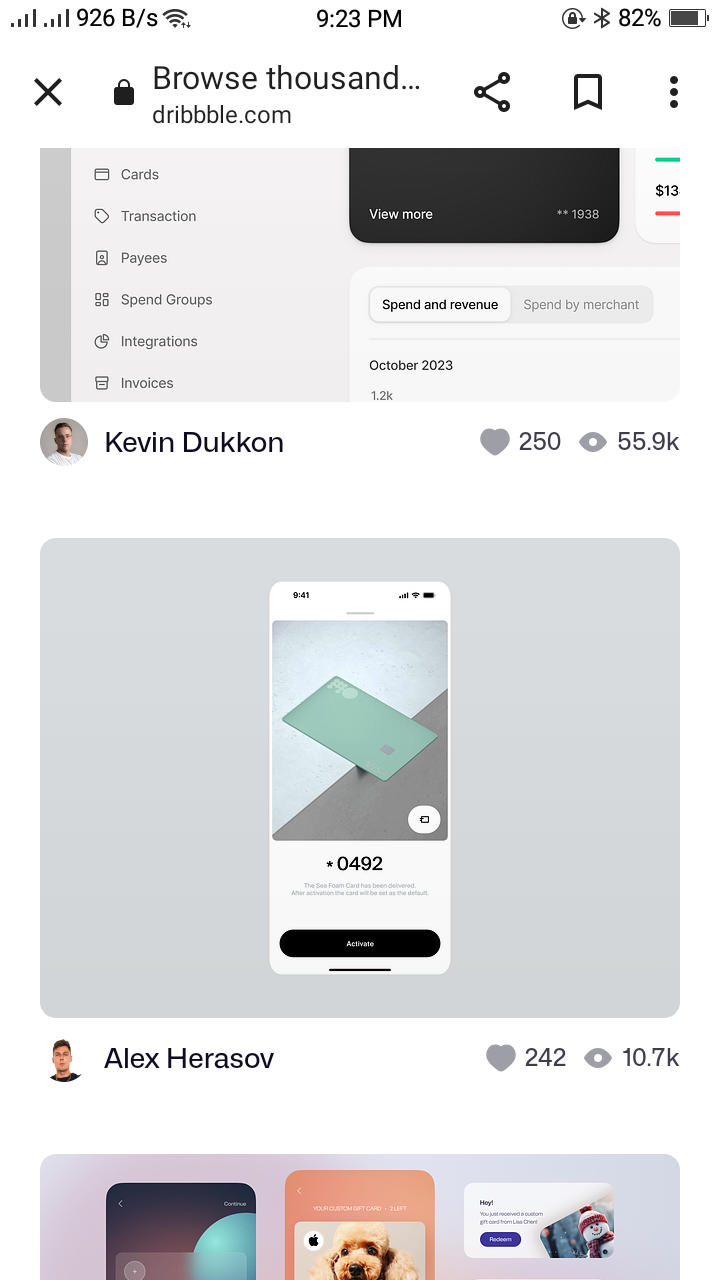 926 B/s 9:23 PM 82%
Browse thousand...
dribbble.com
Cards
Transaction
Payees
Spend Groups
Integrations
Invoices
View more ** 1938
$13
Spend and revenue Spend by merchant
October 2023
1.2k
Kevin Dukkon 250 55.9k
9:41
* 0492
The Sea Foam Card has been delivered.
After activation the card will be set as the default.
Activate
Alex Herasov 242 10.7k
Continue
YOUR CUSTOM GIFT CARD • 2 LEFT
Hey!
You just received a custom
gift card from Lisa Chen!
Redeem